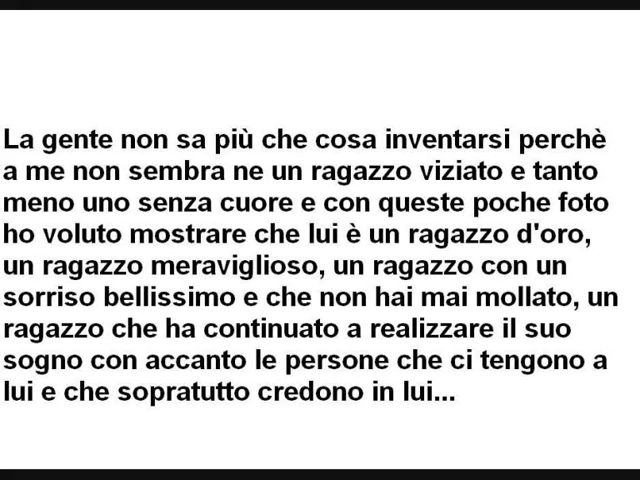 La gente non sa più che cosa inventarsi perchè
a me non sembra ne un ragazzo viziato e tanto
meno uno senza cuore e con queste poche foto
ho voluto mostrare che lui è un ragazzo d'oro,
un ragazzo meraviglioso, un ragazzo con un
sorriso bellissimo e che non hai mai mollato, un
ragazzo che ha continuato a realizzare il suo
sogno con accanto le persone che ci tengono a
lui e che sopratutto credono in lui...